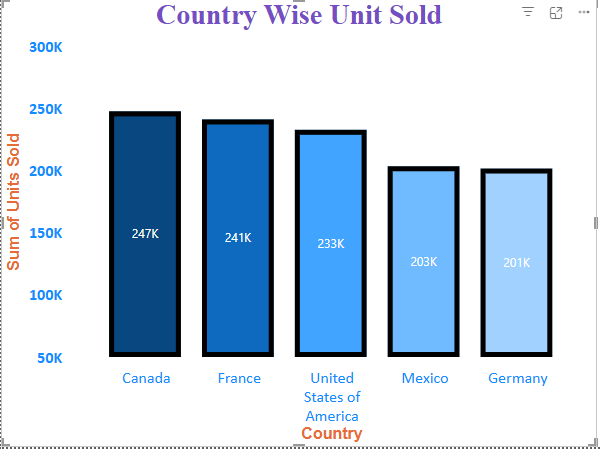 Country Wise Unit Sold
300K
250K
200K
150K
100K
50K
Sum of Units Sold
247K
241K
233K
203K
201K
Canada
France
United
States of
America
Mexico
Germany
Country